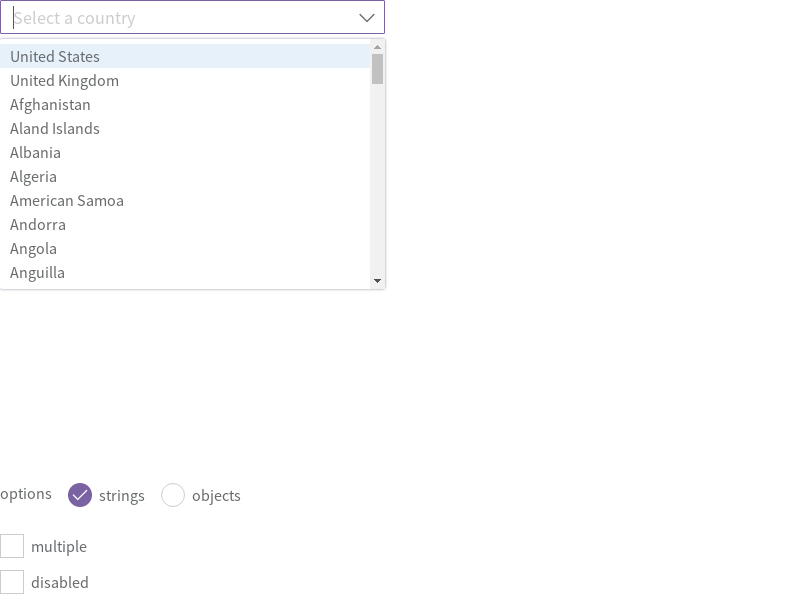 Select a country
United States
United Kingdom
Afghanistan
Aland Islands
Albania
Algeria
American Samoa
Andorra
Angola
Anguilla
options strings objects
multiple
disabled